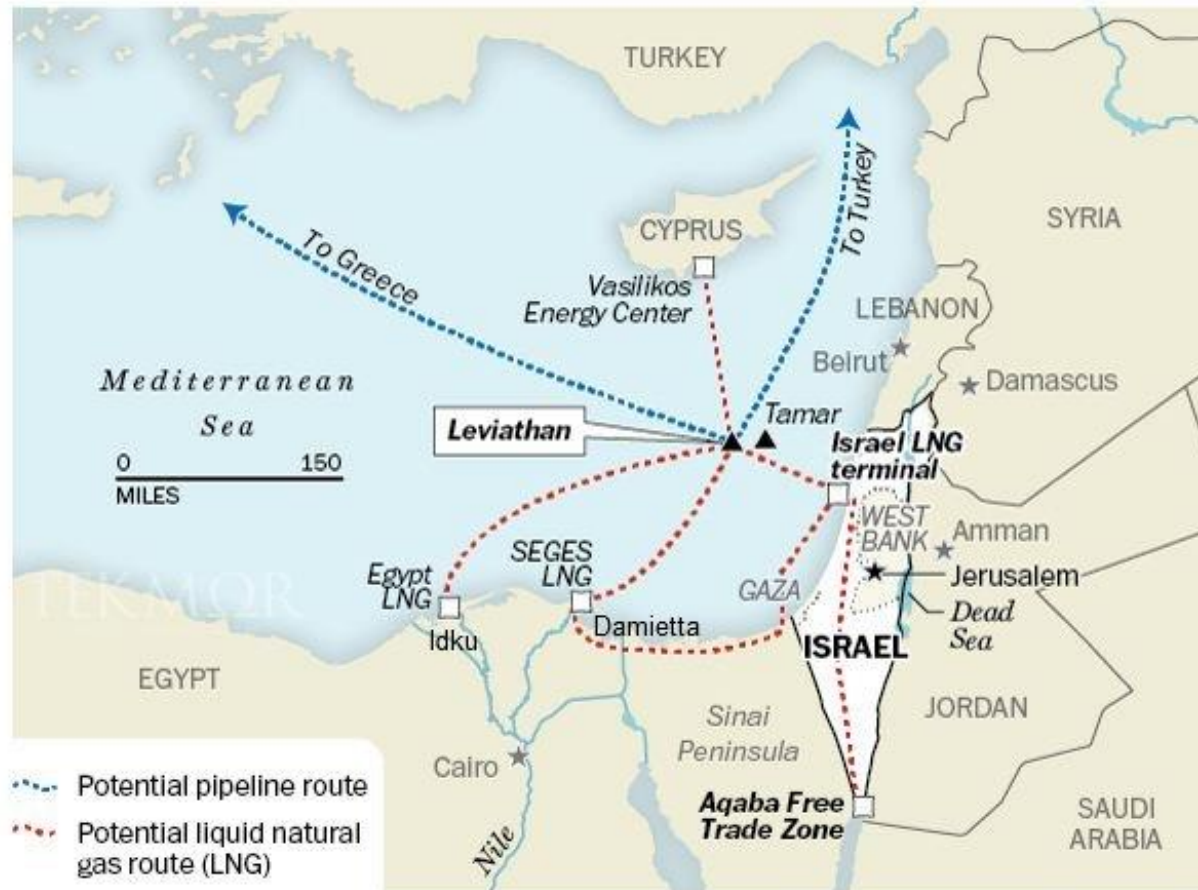 TURKEY
To Turkey
CYPRUS
SYRIA
To Greece
Vasilikos
Energy Center
LEBANON
Beirut
Damascus
Mediterranean
Sea
Tamar
Leviathan
Israel LNG
terminal
0 150
MILES
WEST
BANK
Amman
SEGES
LNG
Egypt
LNG
GAZA
Jerusalem
TEKMOR
Idku
Damietta
Dead
Sea
ISRAEL
EGYPT
JORDAN
Sinai
Peninsula
Cairo
Potential pipeline route
Aqaba Free
Trade Zone
SAUDI
ARABIA
Potential liquid natural
gas route (LNG)
Nile